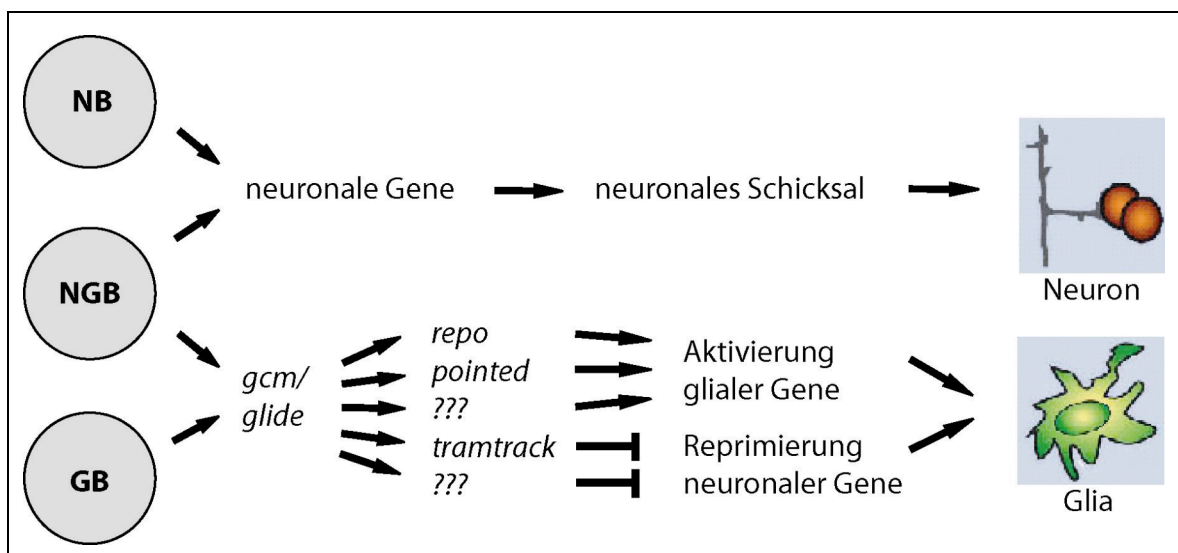 NB
neuronale Gene
neuronales Schicksal
Neuron
NGB
gcm/
glide
repo
pointed
???
tramtrack
???
Aktivierung
glialer Gene
Reprimierung
neuronaler Gene
GB
Glia